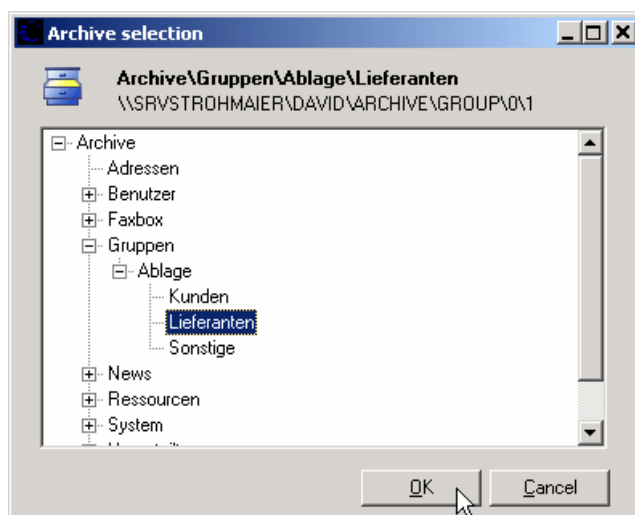 Archive selection
Archive\Gruppen\Ablage\Lieferanten
\\SRVSTROHMAIER\DAVID\ARCHIVE\GROUP\0\1
Archive
Adressen
Benutzer
Faxbox
Gruppen
Ablage
Kunden
Lieferanten
Sonstige
News
Ressourcen
System
OK
Cancel